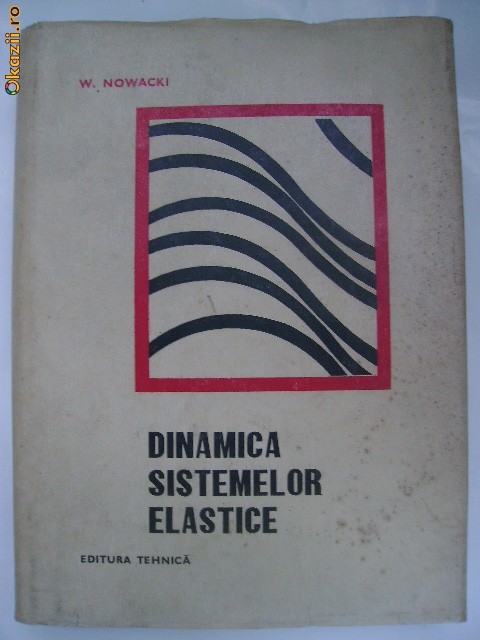 Okazii.ro
W. NOWACKI
DINAMICA
SISTEMELOR
ELASTICE
EDITURA TEHNICĂ